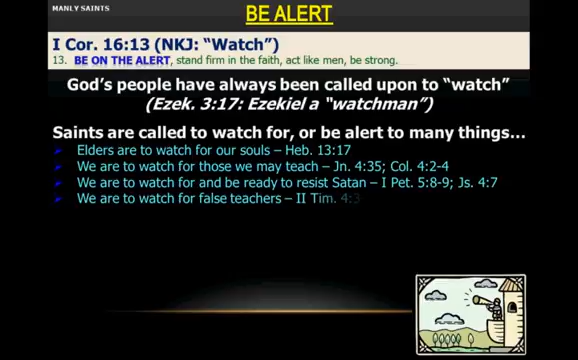 MANLY SAINTS
BE ALERT
I Cor. 16:13 (NKJ: “Watch”)
13. BE ON THE ALERT, stand firm in the faith, act like men, be strong.
God’s people have always been called upon to “watch”
(Ezek. 3:17: Ezekiel a “watchman”)
Saints are called to watch for, or be alert to many things…
Elders are to watch for our souls – Heb. 13:17
We are to watch for those we may teach – Jn. 4:35; Col. 4:2-4
We are to watch for and be ready to resist Satan – I Pet. 5:8-9; Js. 4:7
We are to watch for false teachers – II Tim. 4:3